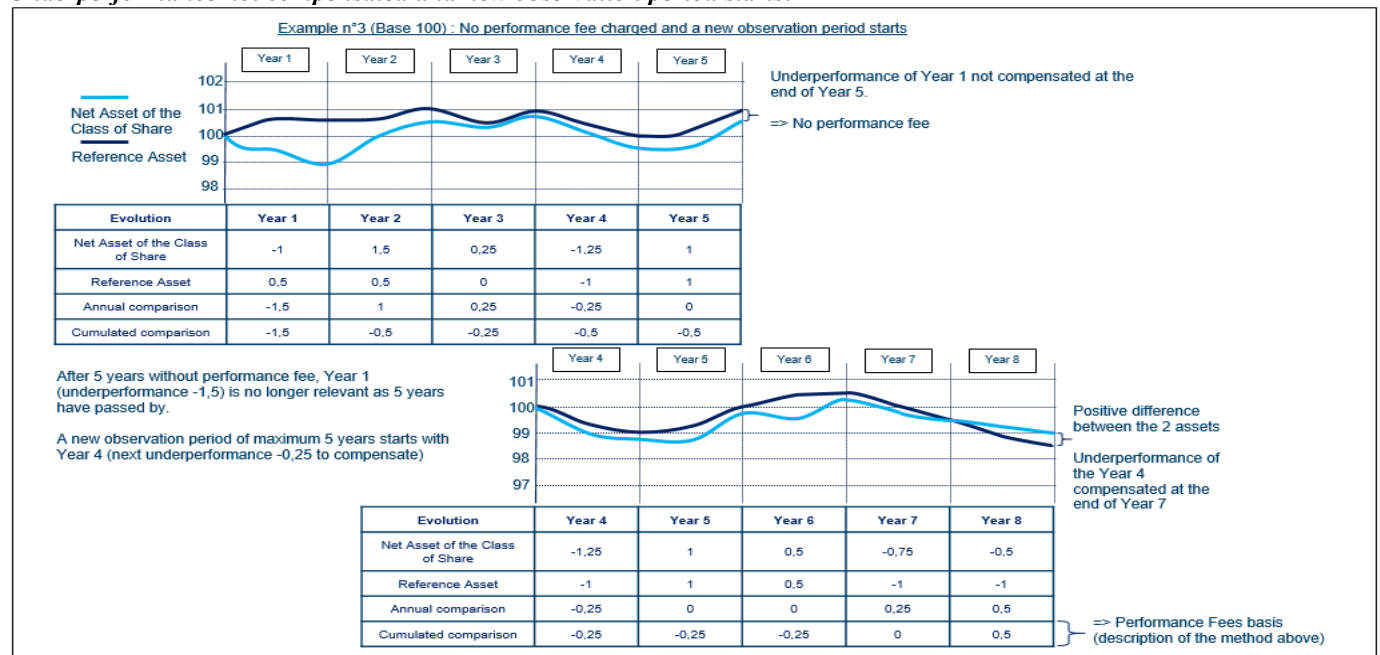 Underperformance not compensated and new observation period starts:
Example n°3 (Base 100) : No performance fee charged and a new observation period starts
Year 1 Year 2 Year 3 Year 4 Year 5
102
101
100
99
98
Net Asset of the
Class of Share
Reference Asset
Underperformance of Year 1 not compensated at the
end of Year 5.
=> No performance fee
Evolution Year 1 Year 2 Year 3 Year 4 Year 5
Net Asset of the Class
of Share -1 1,5 0,25 -1,25 1
Reference Asset 0,5 0,5 0 -1 1
Annual comparison -1,5 1 0,25 -0,25 0
Cumulated comparison -1,5 -0,5 -0,25 -0,5 -0,5
After 5 years without performance fee, Year 1
(underperformance -1,5) is no longer relevant as 5 years
have passed by.
A new observation period of maximum 5 years starts with
Year 4 (next underperformance -0,25 to compensate)
Year 4 Year 5 Year 6 Year 7 Year 8
101
100
99
98
97
Positive difference
between the 2 assets
Underperformance of
the Year 4
compensated at the
end of Year 7
Evolution Year 4 Year 5 Year 6 Year 7 Year 8
Net Asset of the Class
of Share -1,25 1 0,5 -0,75 -0,5
Reference Asset -1 1 0,5 -1 -1
Annual comparison -0,25 0 0 0,25 0,5
Cumulated comparison -0,25 -0,25 -0,25 0 0,5
=> Performance Fees basis
(description of the method above)